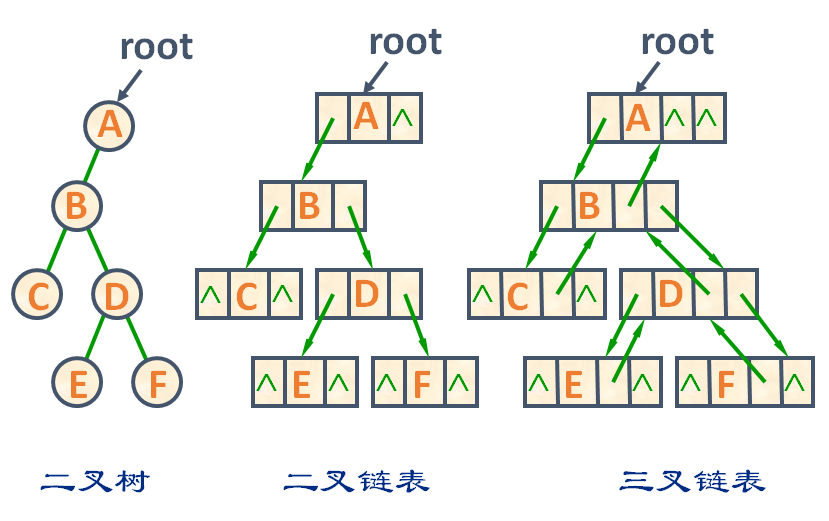 root
root
root
A
A ^
A ^ ^
B
B
B
C
D
^ C ^
D
^ C ^
D
E
F
^ E ^
^ F ^
^ E ^
^ F ^
二叉树
二叉链表
三叉链表